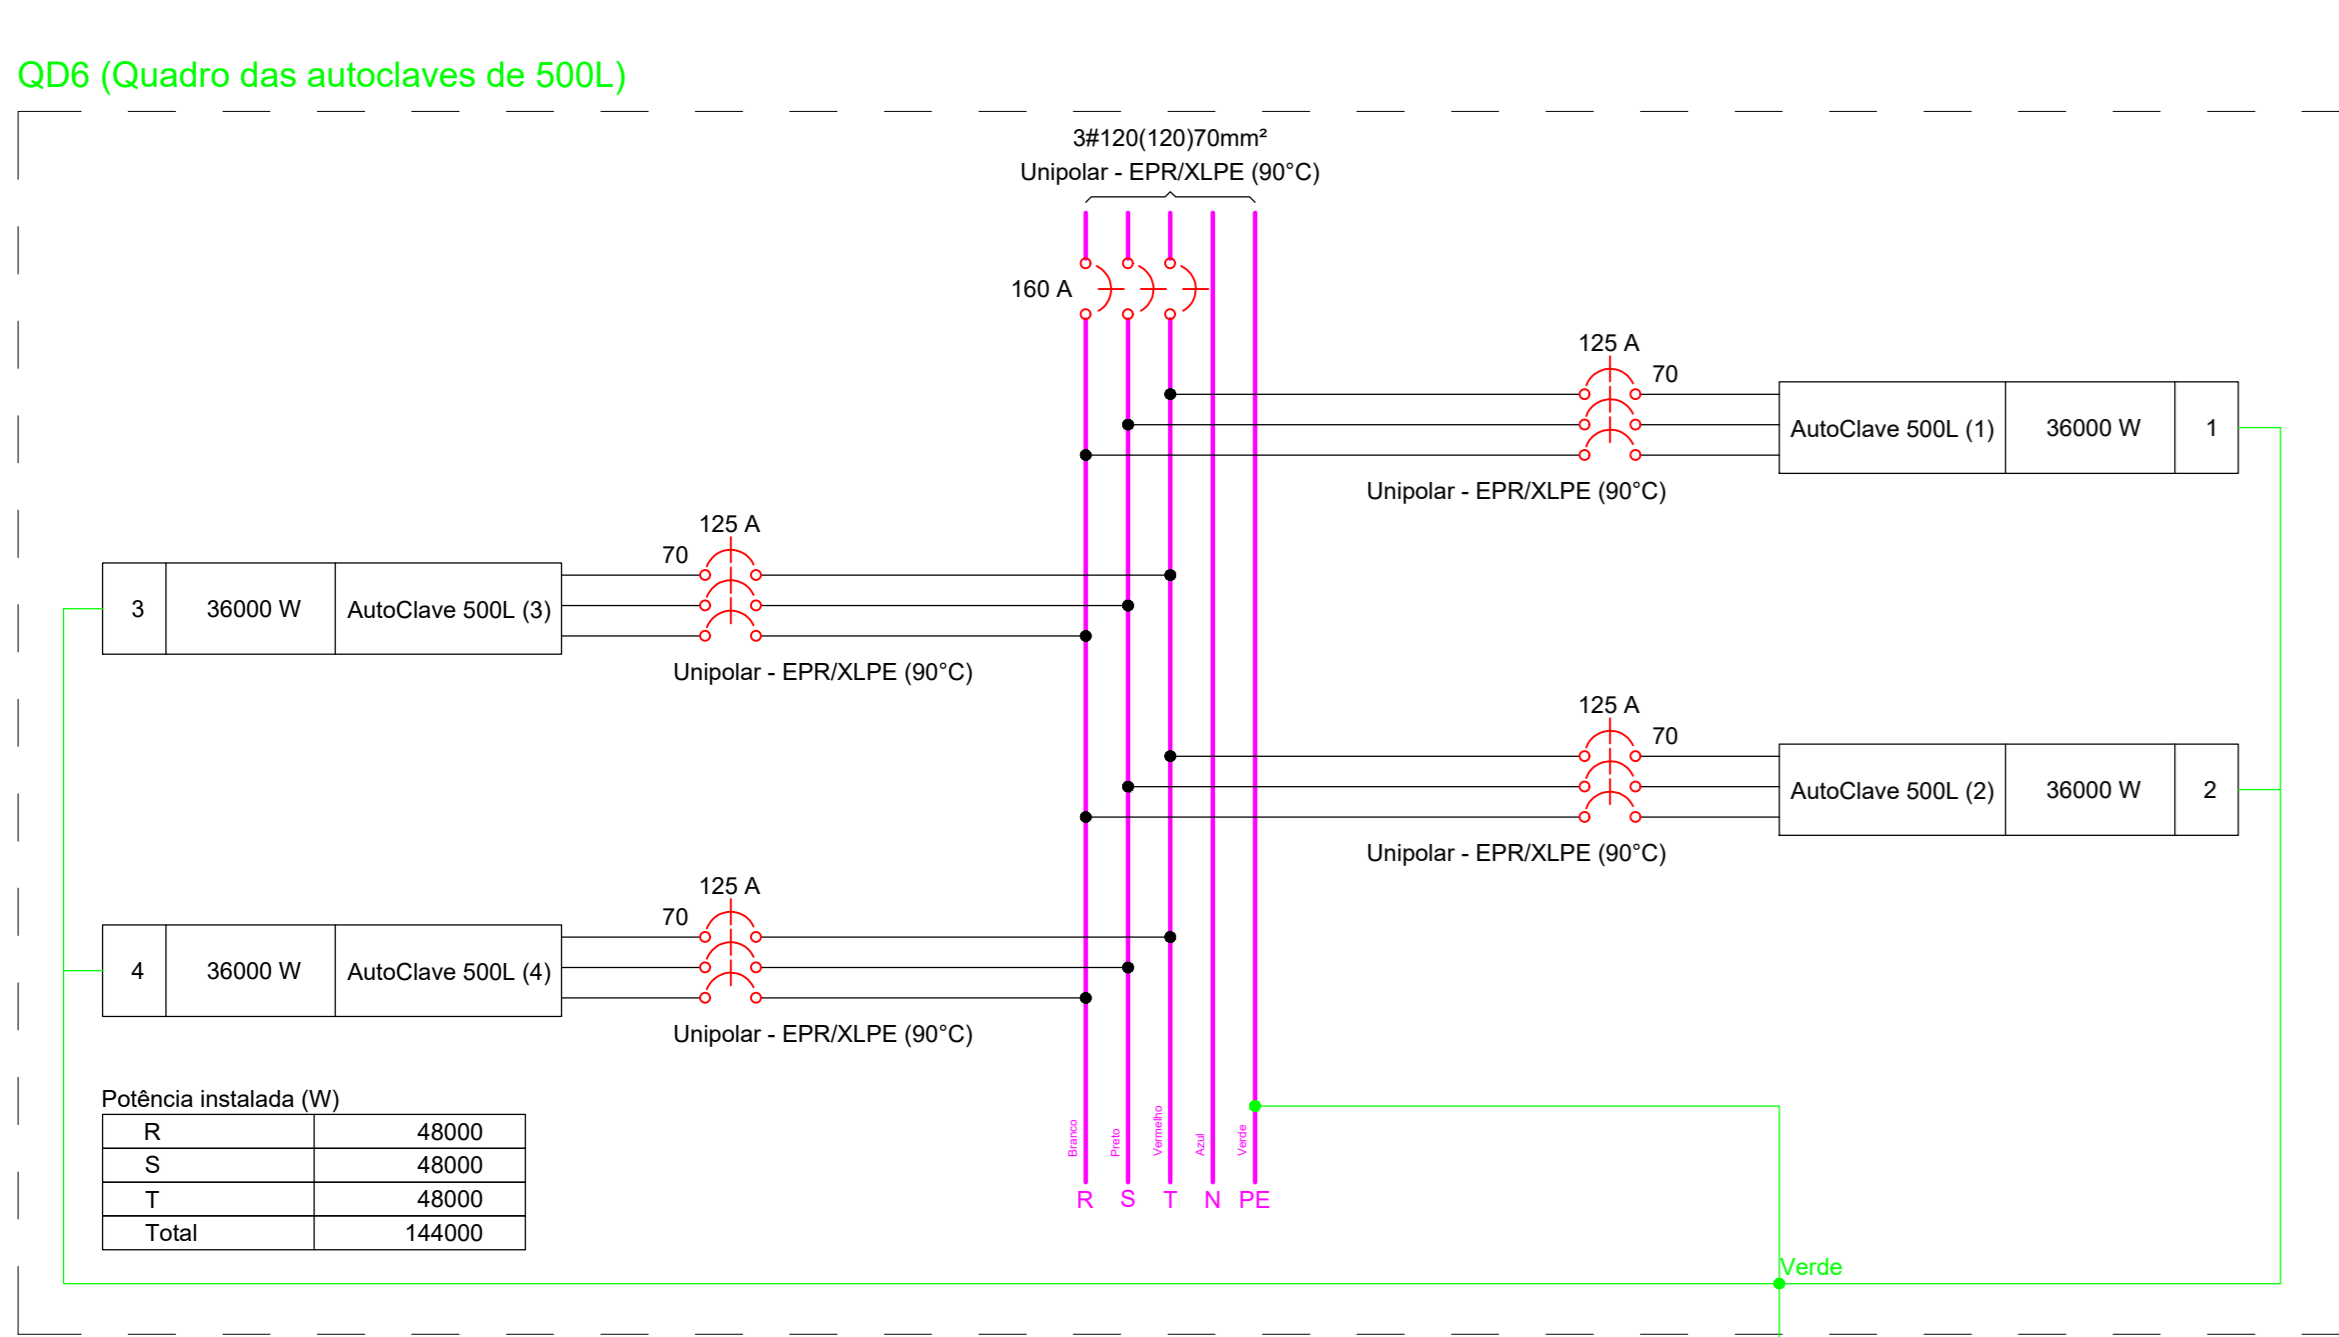 QD6 (Quadro das autoclaves de 500L)
3#120(120)70mm²
Unipolar - EPR/XLPE (90°C)
160 A
125 A
70
AutoClave 500L (1) 36000 W 1
Unipolar - EPR/XLPE (90°C)
125 A
70
3 36000 W AutoClave 500L (3)
Unipolar - EPR/XLPE (90°C)
125 A
70
AutoClave 500L (2) 36000 W 2
Unipolar - EPR/XLPE (90°C)
125 A
70
4 36000 W AutoClave 500L (4)
Unipolar - EPR/XLPE (90°C)
Potência instalada (W)
R 48000
S 48000
T 48000
Total 144000
Branco
Preto
Vermelho
Azul
Verde
R S T N PE
Verde